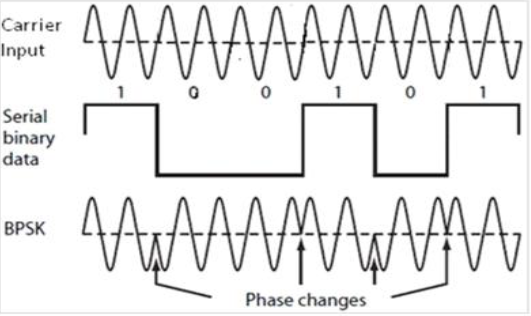 Carrier
Input
1 0 0 1 0 1
Serial
binary
data
BPSK
Phase changes